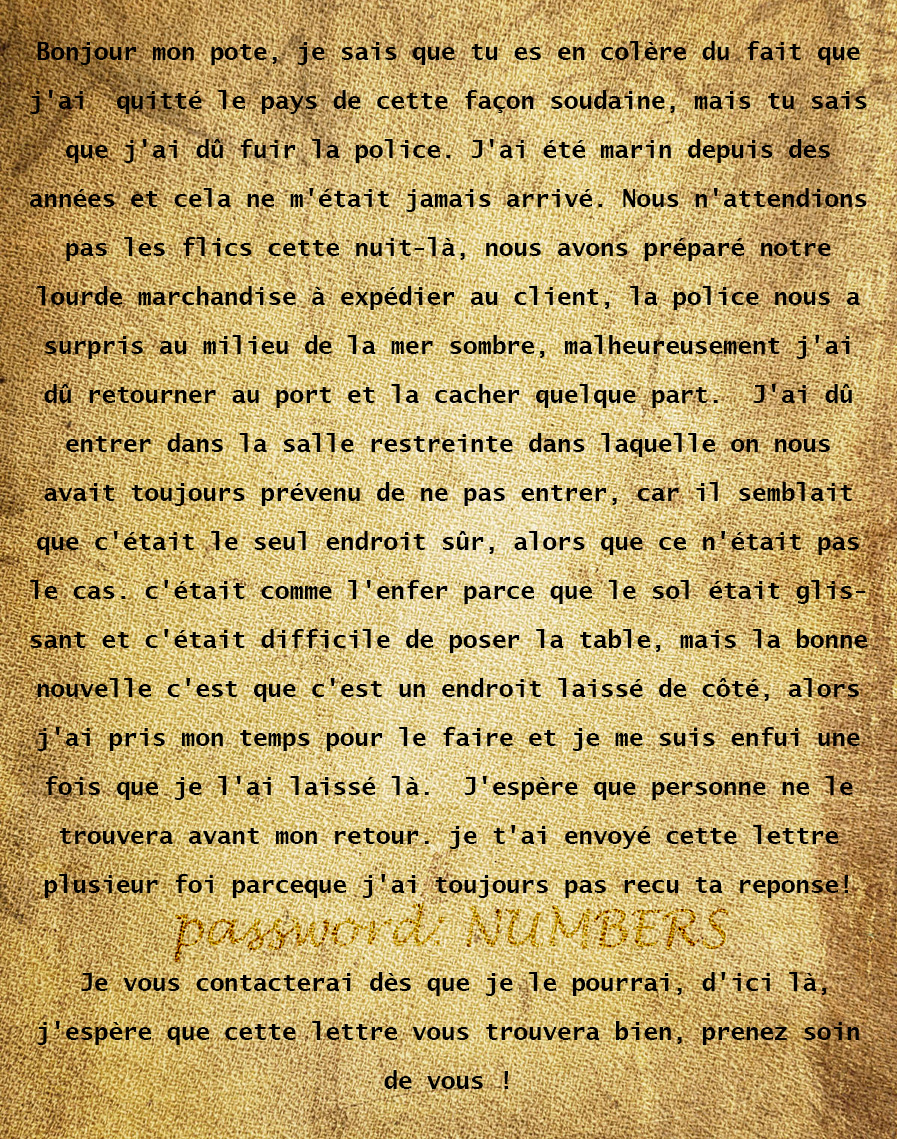 Bonjour mon pote, je sais que tu es en colère du fait que
j'ai  quitté le pays de cette façon soudaine, mais tu sais
que j'ai dû fuir la police. J'ai été marin depuis des
années et cela ne m'était jamais arrivé. Nous n'attendions
pas les flics cette nuit-là, nous avons préparé notre
lourde marchandise à expédier au client, la police nous a
surpris au milieu de la mer sombre, malheureusement j'ai
dû retourner au port et la cacher quelque part.  J'ai dû
entrer dans la salle restreinte dans laquelle on nous
avait toujours prévenu de ne pas entrer, car il semblait
que c'était le seul endroit sûr, alors que ce n'était pas
le cas. c'était comme l'enfer parce que le sol était glis-
sant et c'était difficile de poser la table, mais la bonne
nouvelle c'est que c'est un endroit laissé de côté, alors
j'ai pris mon temps pour le faire et je me suis enfui une
fois que je l'ai laissé là.  J'espère que personne ne le
trouvera avant mon retour. je t'ai envoyé cette lettre
plusieur foi parceque j'ai toujours pas recu ta reponse!
password: NUMBERS
Je vous contacterai dès que je le pourrai, d'ici là,
j'espère que cette lettre vous trouvera bien, prenez soin
de vous !